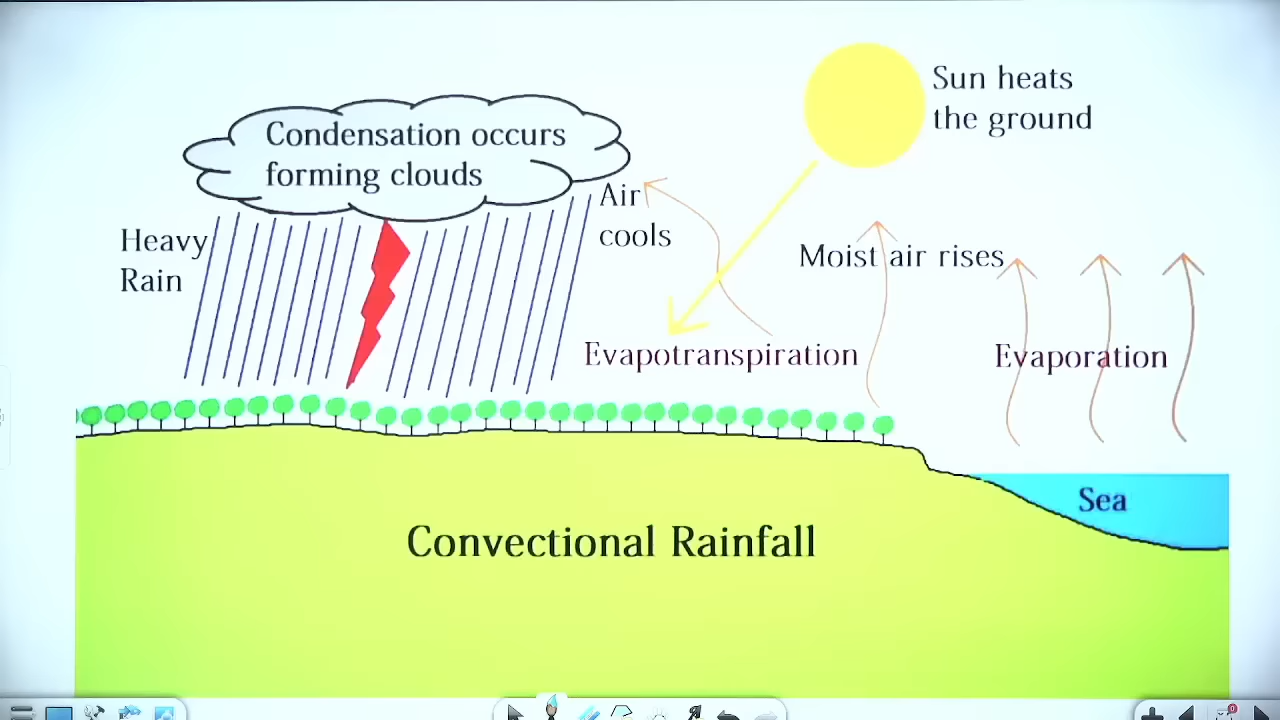 Sun heats
the ground
Condensation occurs
forming clouds
Air
cools
Heavy
Rain
Moist air rises
Evapotranspiration
Evaporation
Sea
Convectional Rainfall